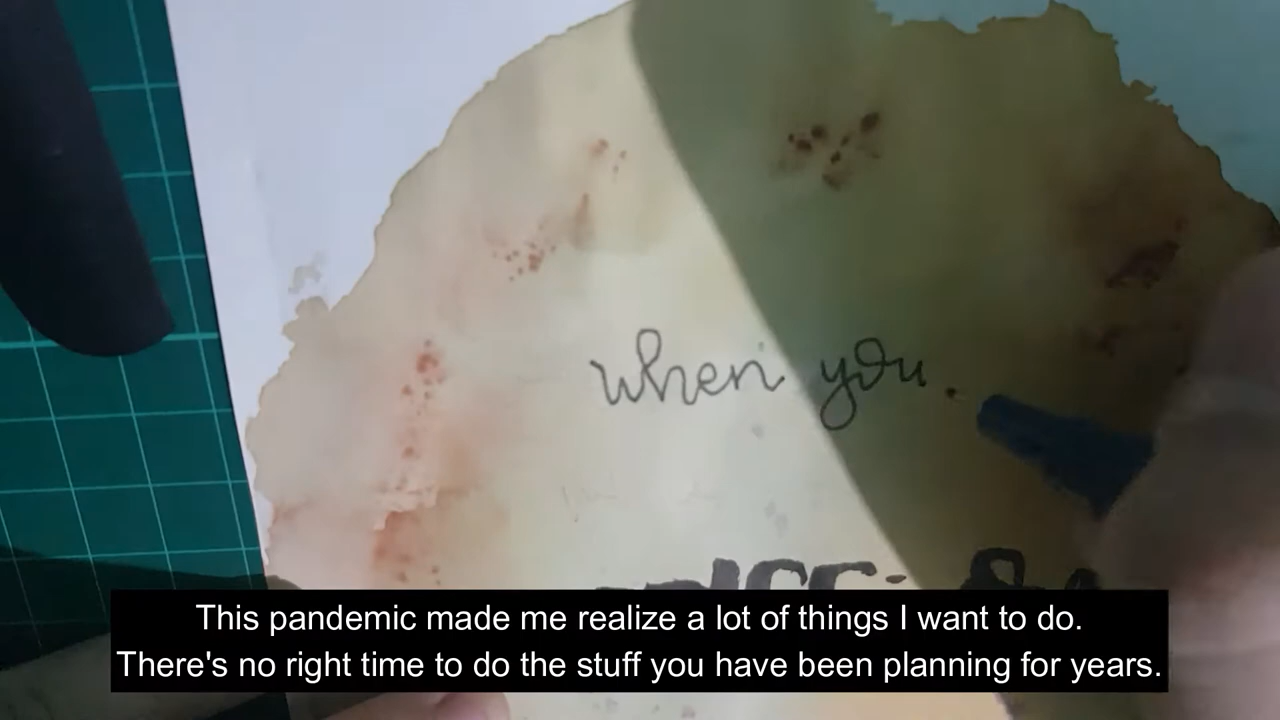 when you.
This pandemic made me realize a lot of things I want to do.
There's no right time to do the stuff you have been planning for years.